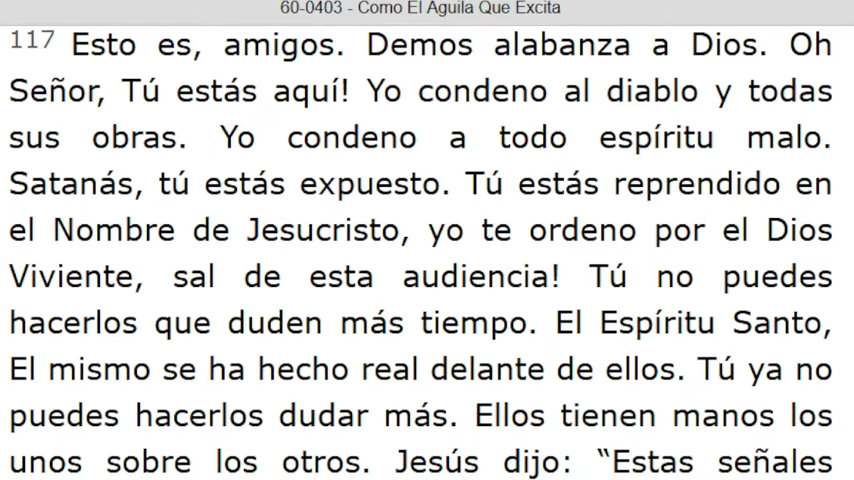 60-0403 - Como El Aguila Que Excita
117 Esto es, amigos. Demos alabanza a Dios. Oh
Señor, Tú estás aquí! Yo condeno al diablo y todas
sus obras. Yo condeno a todo espíritu malo.
Satanás, tú estás expuesto. Tú estás reprendido en
el Nombre de Jesucristo, yo te ordeno por el Dios
Viviente, sal de esta audiencia! Tú no puedes
hacerlos que duden más tiempo. El Espíritu Santo,
El mismo se ha hecho real delante de ellos. Tú ya no
puedes hacerlos dudar más. Ellos tienen manos los
unos sobre los otros. Jesús dijo: “Estas señales